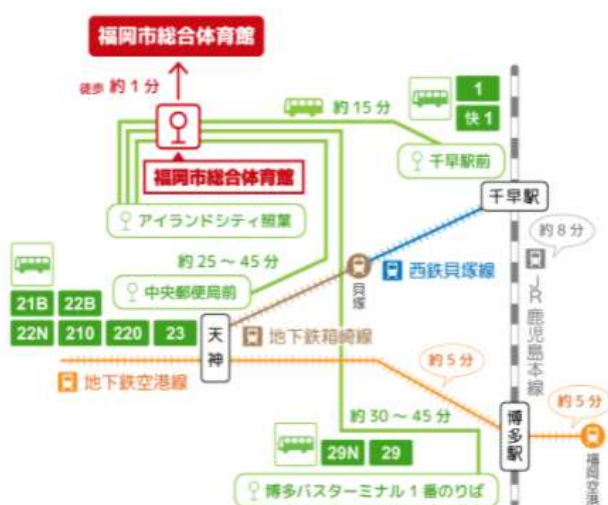 福岡市総合体育館
徒歩 約1分
約15分
1
快1
福岡市総合体育館
千早駅前
千早駅
アイランドシティ照葉
約8分
約25～45分
西鉄貝塚線
貝塚
JR鹿児島本線
中央郵便局前
21B 22B
22N 210 220 23
天神
地下鉄箱崎線
地下鉄空港線
約5分
約5分
博多駅
福岡空港
約30～45分
29N 29
博多バスターミナル1番のりば